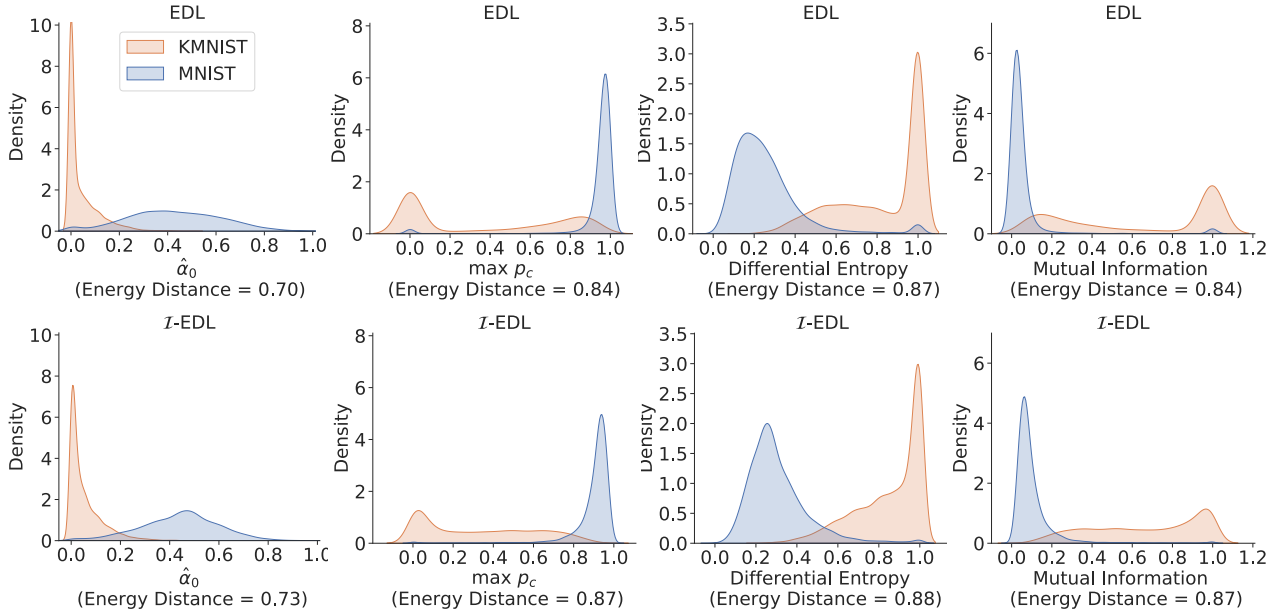 EDL
EDL
EDL
EDL
KMNIST
MNIST
Density
10
8
6
4
2
0
0.0 0.2 0.4 0.6 0.8 1.0
α̂₀
(Energy Distance = 0.70)
Density
8
6
4
2
0
0.0 0.2 0.4 0.6 0.8 1.0
max p_c
(Energy Distance = 0.84)
Density
3.5
3.0
2.5
2.0
1.5
1.0
0.5
0.0
0.0 0.2 0.4 0.6 0.8 1.0
Differential Entropy
(Energy Distance = 0.87)
Density
6
4
2
0
0.0 0.2 0.4 0.6 0.8 1.0 1.2
Mutual Information
(Energy Distance = 0.84)
ℐ-EDL
ℐ-EDL
ℐ-EDL
ℐ-EDL
Density
10
8
6
4
2
0
0.0 0.2 0.4 0.6 0.8 1.0
α̂₀
(Energy Distance = 0.73)
Density
8
6
4
2
0
0.0 0.2 0.4 0.6 0.8 1.0
max p_c
(Energy Distance = 0.87)
Density
3.5
3.0
2.5
2.0
1.5
1.0
0.5
0.0
0.0 0.2 0.4 0.6 0.8 1.0
Differential Entropy
(Energy Distance = 0.88)
Density
6
4
2
0
0.0 0.2 0.4 0.6 0.8 1.0 1.2
Mutual Information
(Energy Distance = 0.87)